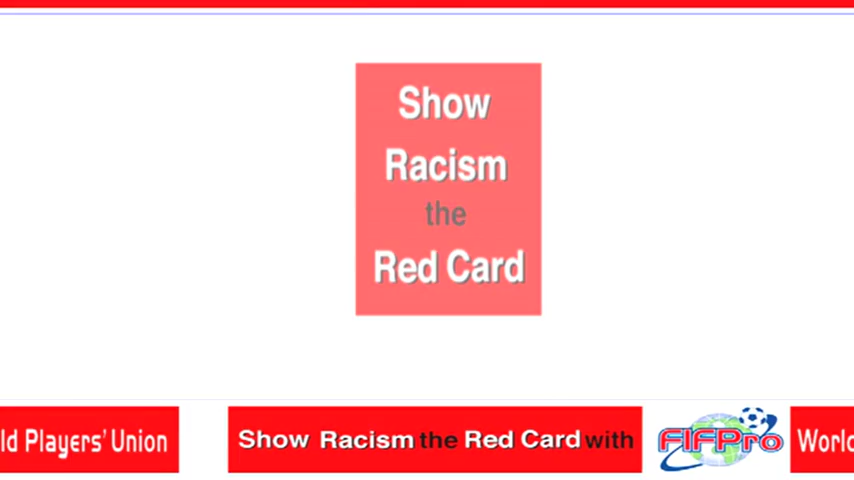 Show
Racism
the
Red Card
ld Players' Union
Show Racism the Red Card with
FIFPro
World